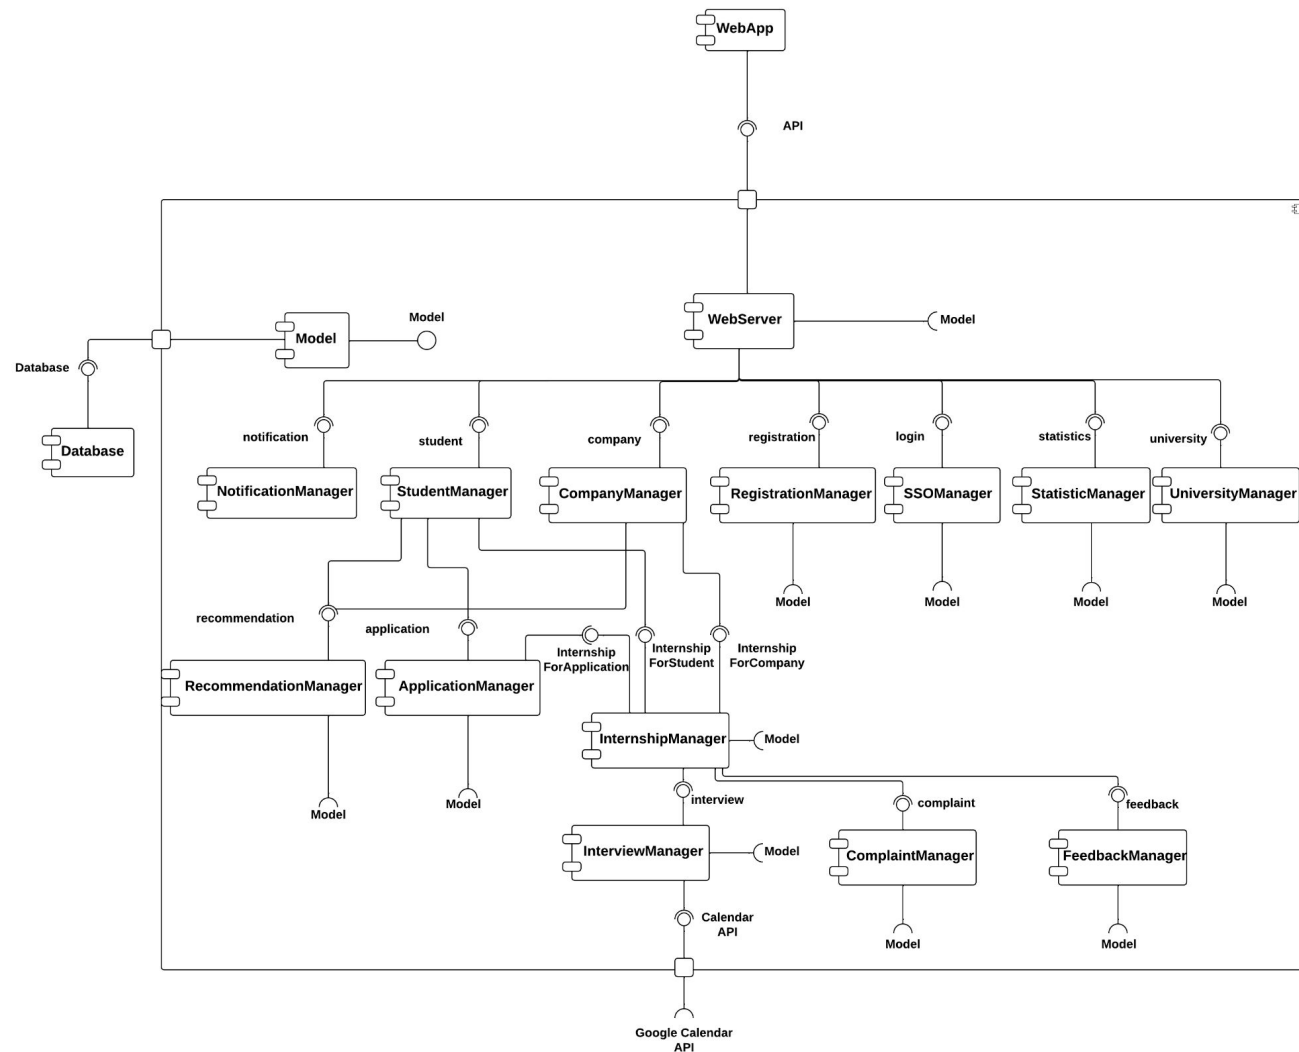 WebApp
API
WebServer
Model
Model
Model
Database
Database
notification
student
company
registration
login
statistics
university
NotificationManager
StudentManager
CompanyManager
RegistrationManager
SSOManager
StatisticManager
UniversityManager
Model
Model
Model
Model
recommendation
application
Internship
ForApplication
Internship
ForStudent
Internship
ForCompany
RecommendationManager
ApplicationManager
InternshipManager
Model
Model
Model
interview
complaint
feedback
InterviewManager
Model
ComplaintManager
FeedbackManager
Calendar
API
Model
Model
Google Calendar
API